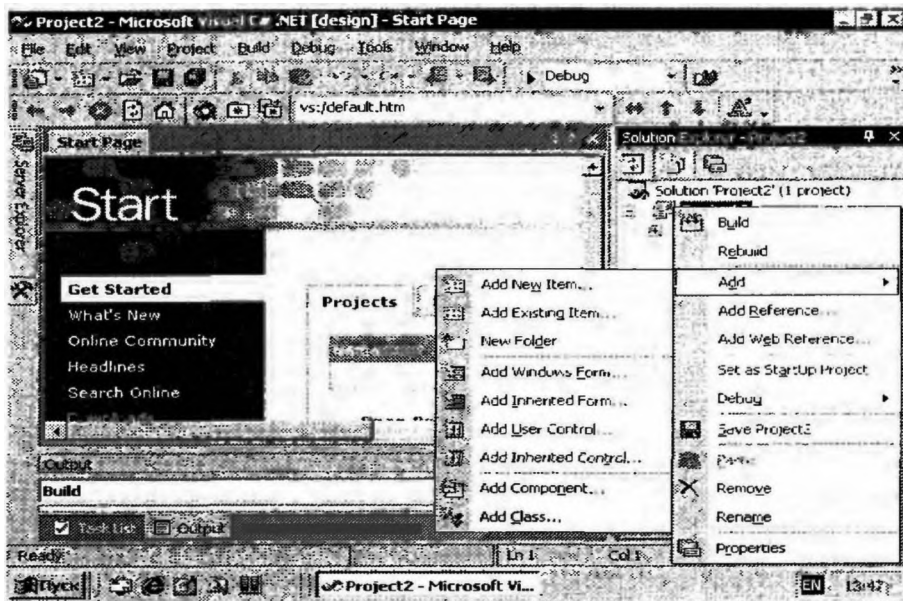 Project2 - Microsoft Visual C# .NET [design] - Start Page
File Edit View Project Build Debug Tools Window Help
Debug
vs:/default.htm
Start Page
Solution Explorer - Project2
Server Explorer
Solution 'Project2' (1 project)
Start
Get Started
What's New
Online Community
Headlines
Search Online
Downloads
Projects
Build
Rebuild
Add
Add Reference...
Add Web Reference...
Set as StartUp Project
Debug
Save Project2
Remove
Rename
Properties
Add New Item...
Add Existing Item...
New Folder
Add Windows Form...
Add Inherited Form...
Add User Control...
Add Inherited Control...
Add Component...
Add Class...
Output
Build
Task List Output
Ready Ln 1 Col 1
Пуск Project2 - Microsoft Vi... EN 13:47